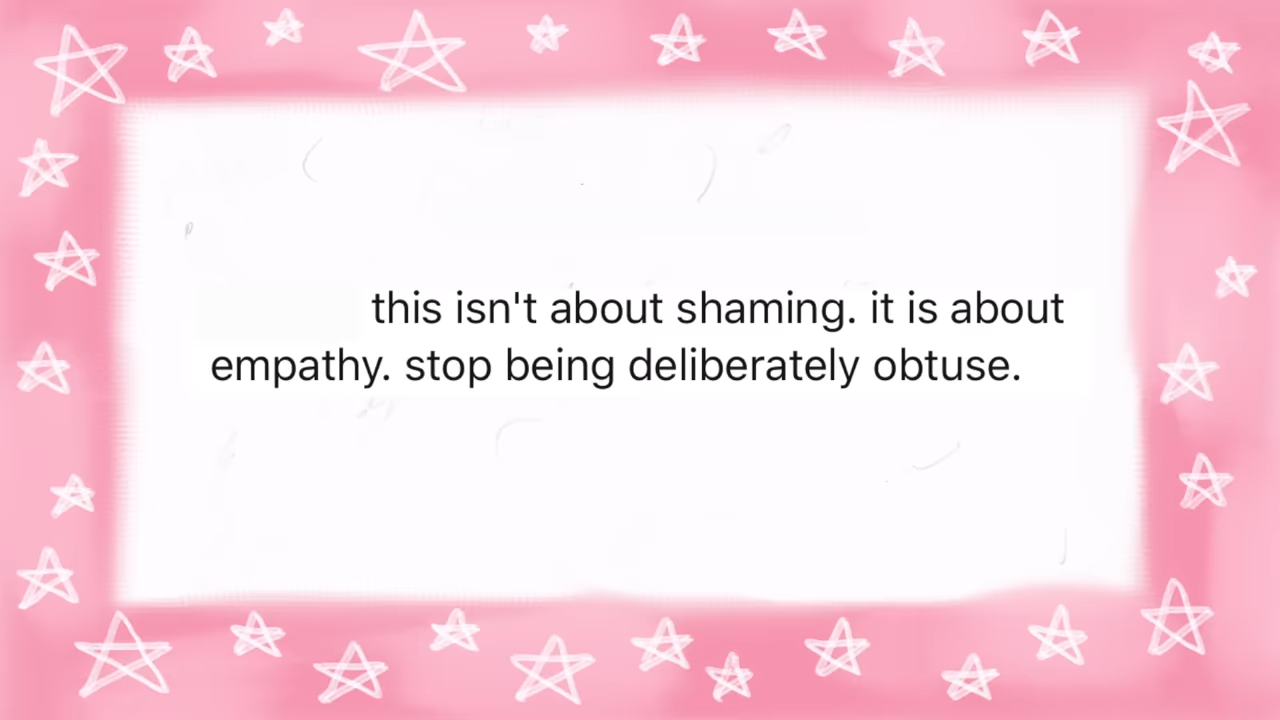 this isn't about shaming. it is about
empathy. stop being deliberately obtuse.